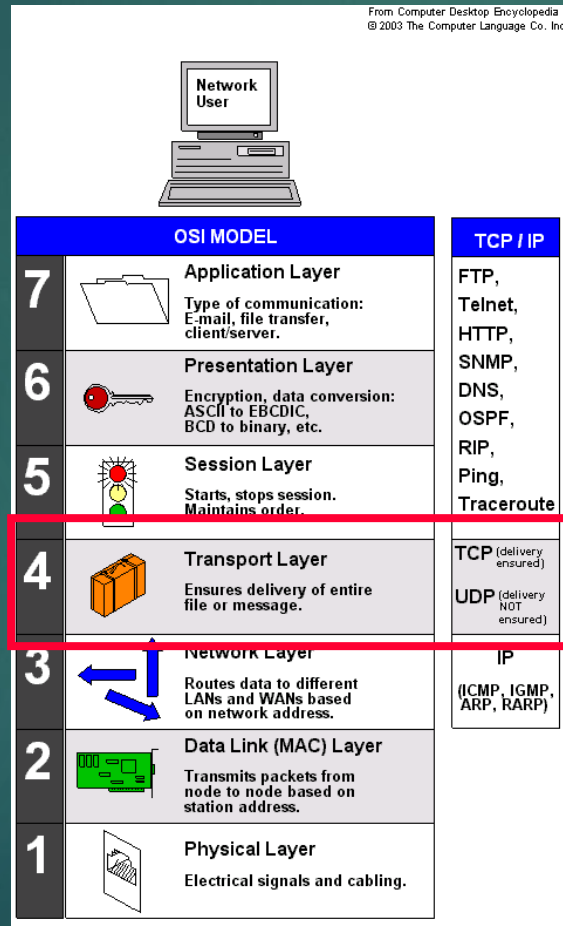 From Computer Desktop Encyclopedia
© 2003 The Computer Language Co. Inc
Network
User
OSI MODEL
7
Application Layer
Type of communication:
E-mail, file transfer,
client/server.
6
Presentation Layer
Encryption, data conversion:
ASCII to EBCDIC,
BCD to binary, etc.
5
Session Layer
Starts, stops session.
Maintains order.
4
Transport Layer
Ensures delivery of entire
file or message.
3
Network Layer
Routes data to different
LANs and WANs based
on network address.
2
Data Link (MAC) Layer
Transmits packets from
node to node based on
station address.
1
Physical Layer
Electrical signals and cabling.
TCP / IP
FTP,
Telnet,
HTTP,
SNMP,
DNS,
OSPF,
RIP,
Ping,
Traceroute
TCP (delivery
ensured)
UDP (delivery
NOT
ensured)
IP
(ICMP, IGMP,
ARP, RARP)